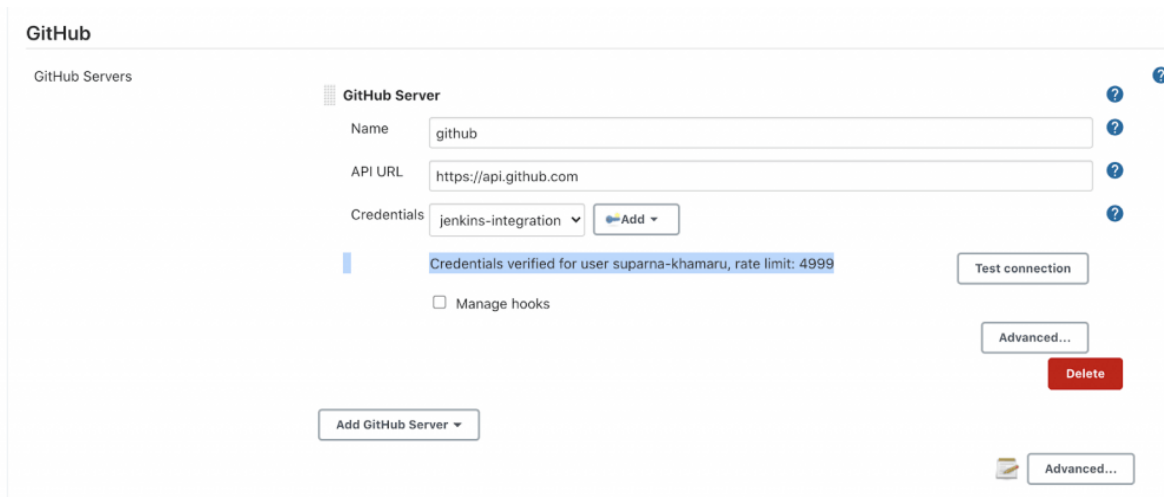 GitHub
GitHub Servers
GitHub Server
Name
github
API URL
https://api.github.com
Credentials
jenkins-integration
Add
Credentials verified for user suparna-khamaru, rate limit: 4999
Test connection
Manage hooks
Advanced...
Delete
Add GitHub Server
Advanced...